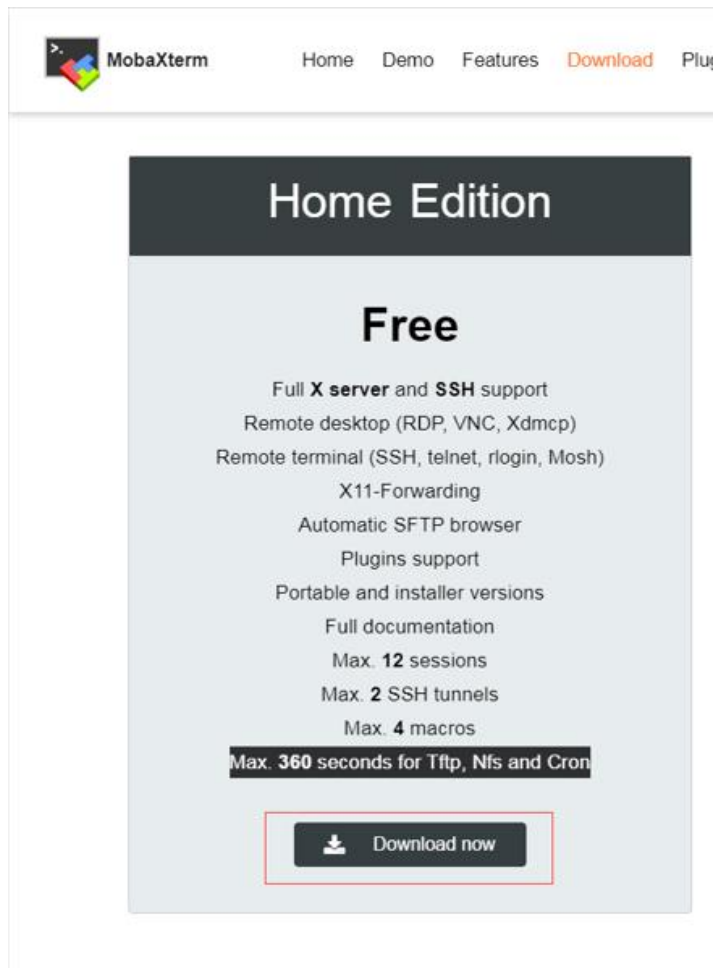 >.
MobaXterm Home Demo Features Download Plug
Home Edition
Free
Full X server and SSH support
Remote desktop (RDP, VNC, Xdmcp)
Remote terminal (SSH, telnet, rlogin, Mosh)
X11-Forwarding
Automatic SFTP browser
Plugins support
Portable and installer versions
Full documentation
Max. 12 sessions
Max. 2 SSH tunnels
Max. 4 macros
Max. 360 seconds for Tftp, Nfs and Cron
Download now